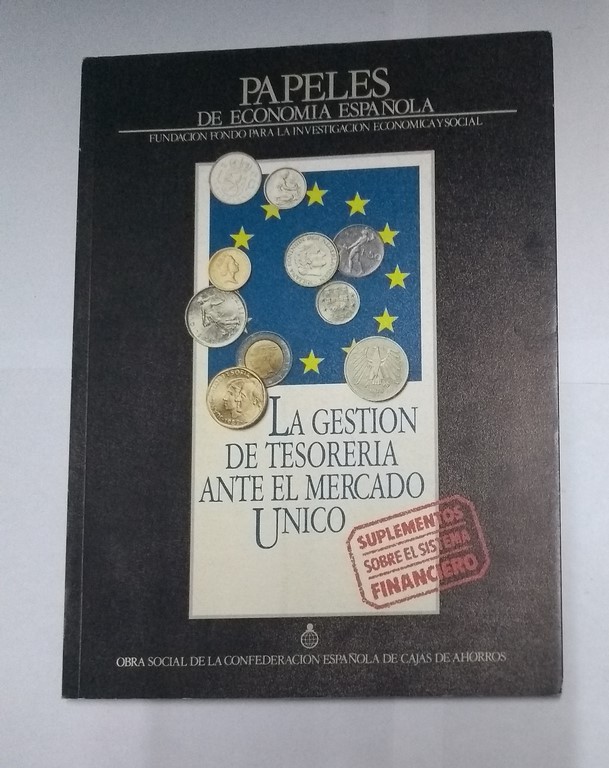 PAPELES
DE ECONOMIA ESPAÑOLA
FUNDACION FONDO PARA LA INVESTIGACION ECONOMICA Y SOCIAL
LA GESTION
DE TESORERIA
ANTE EL MERCADO
UNICO
SUPLEMENTOS
SOBRE EL SISTEMA
FINANCIERO
OBRA SOCIAL DE LA CONFEDERACION ESPAÑOLA DE CAJAS DE AHORROS